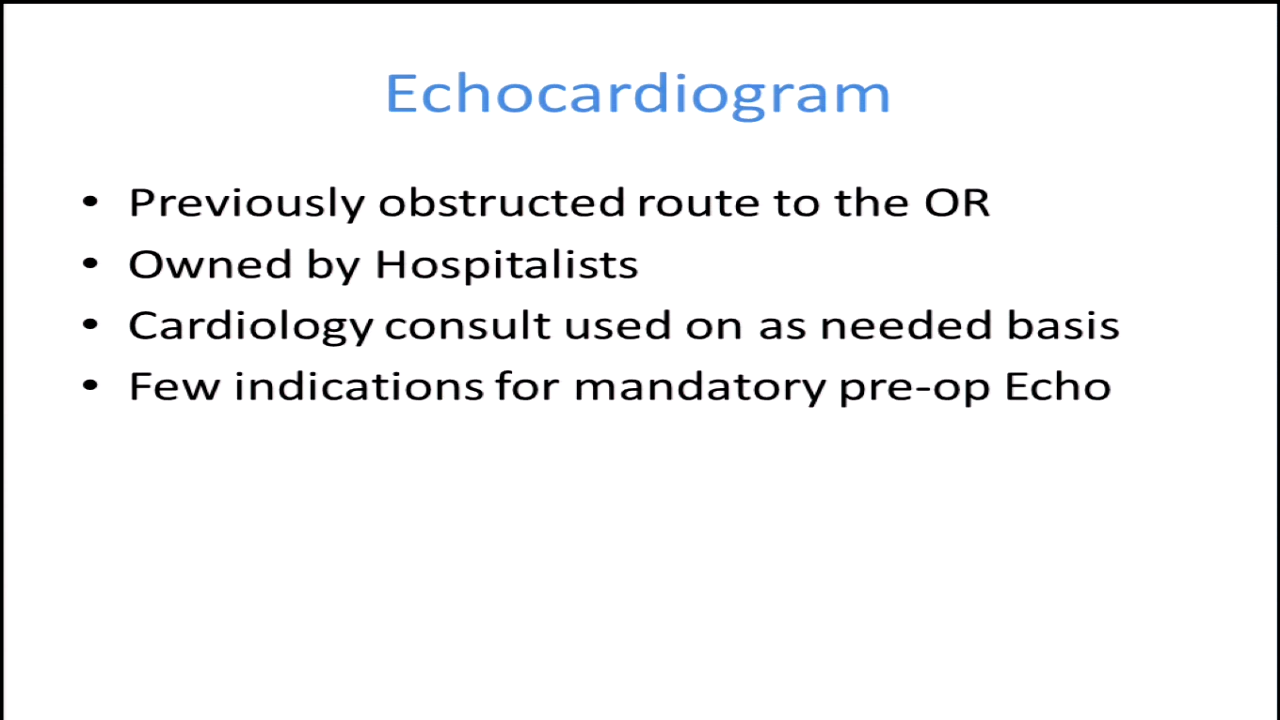 Echocardiogram
• Previously obstructed route to the OR
• Owned by Hospitalists
• Cardiology consult used on as needed basis
• Few indications for mandatory pre-op Echo